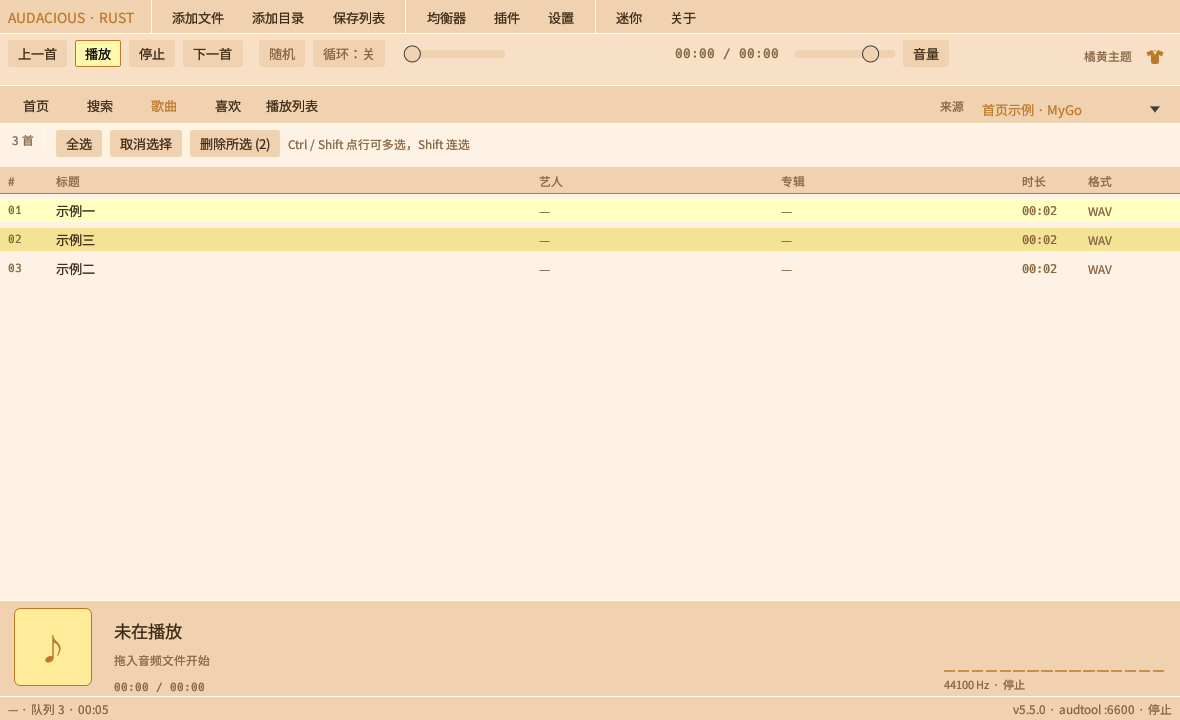 AUDACIOUS · RUST 添加文件 添加目录 保存列表 均衡器 插件 设置 迷你 关于
上一首 播放 停止 下一首 随机 循环：关 00:00 / 00:00 音量 橘黄主题
首页 搜索 歌曲 喜欢 播放列表 来源 首页示例 · MyGo
3 首 全选 取消选择 删除所选 (2) Ctrl / Shift 点行可多选，Shift 连选
# 标题 艺人 专辑 时长 格式
01 示例一 — — 00:02 WAV
02 示例三 — — 00:02 WAV
03 示例二 — — 00:02 WAV
未在播放
拖入音频文件开始
00:00 / 00:00
44100 Hz · 停止
— · 队列 3 · 00:05 v5.5.0 · audtool :6600 · 停止